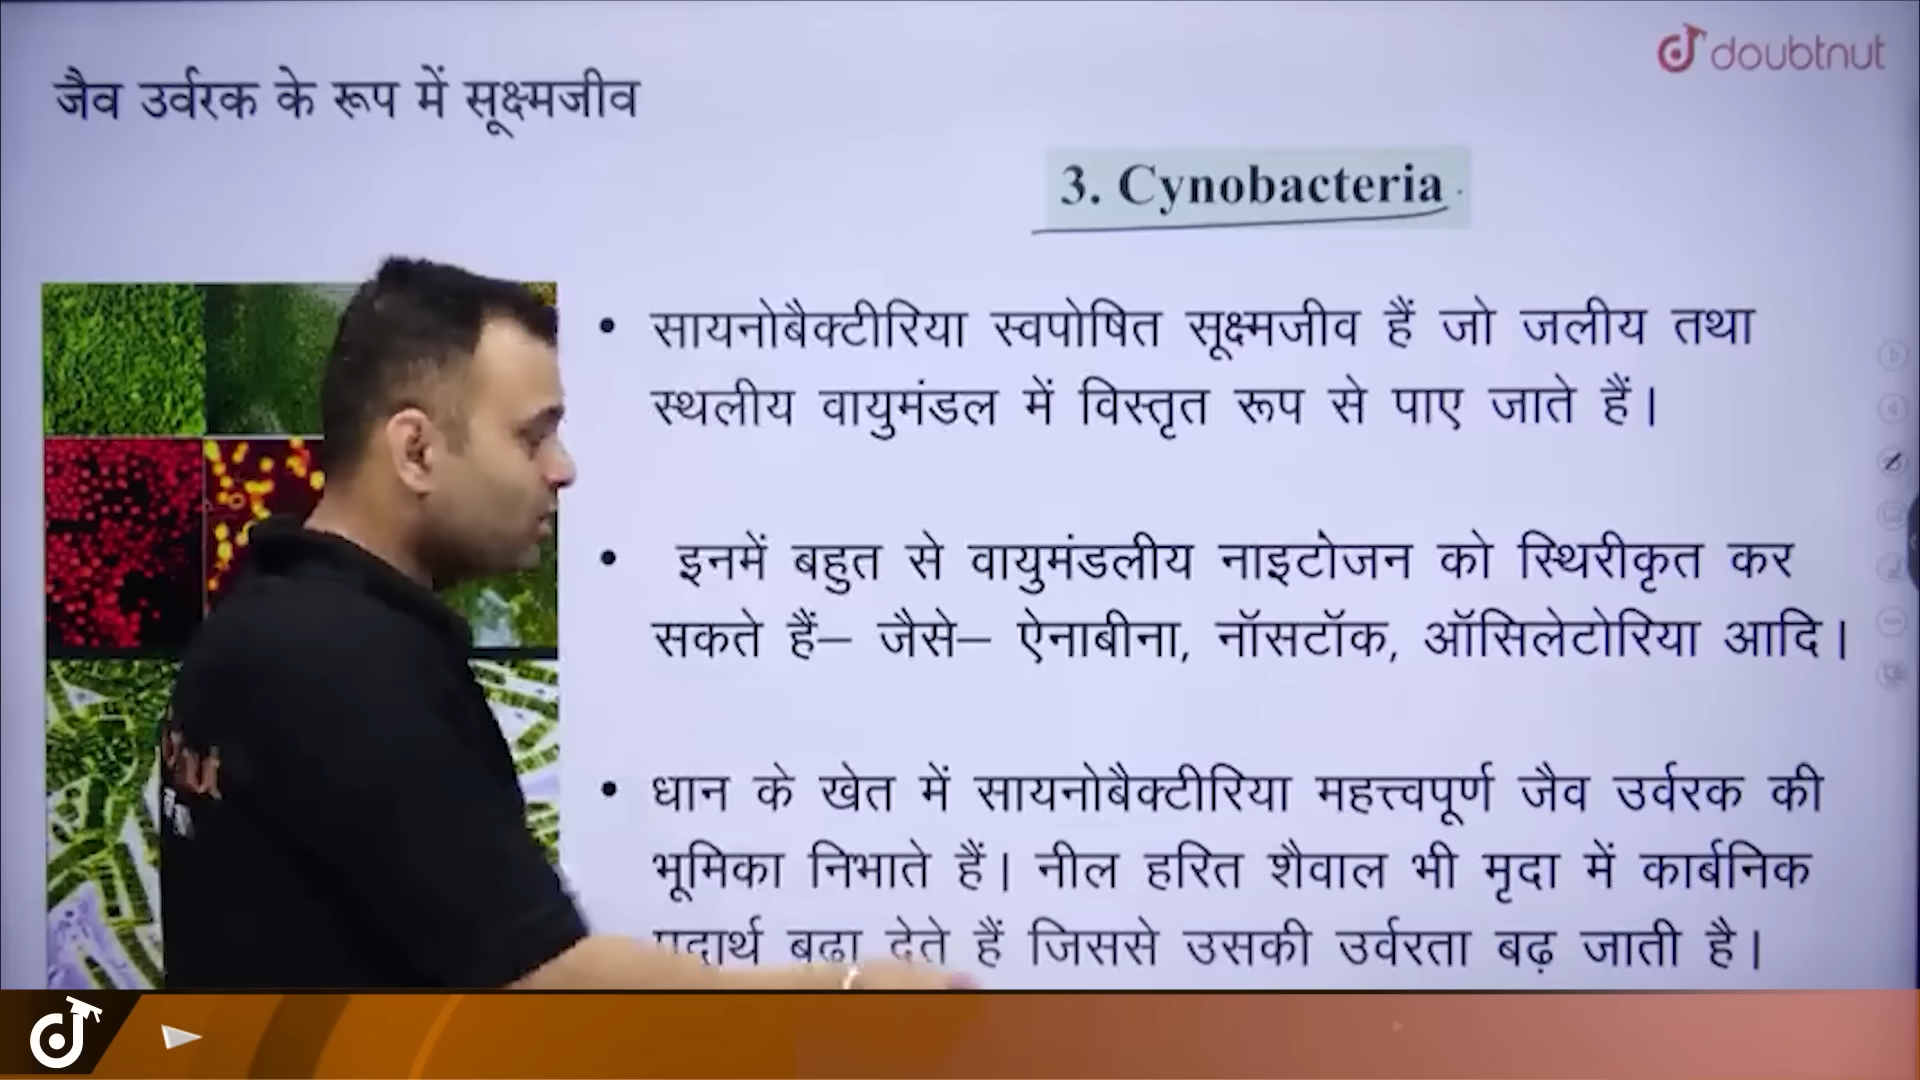 जैव उर्वरक के रूप में सूक्ष्मजीव
doubtnut
3. Cynobacteria
• सायनोबैक्टीरिया स्वपोषित सूक्ष्मजीव हैं जो जलीय तथा
स्थलीय वायुमंडल में विस्तृत रूप से पाए जाते हैं।
• इनमें बहुत से वायुमंडलीय नाइटोजन को स्थिरीकृत कर
सकते हैं– जैसे– ऐनाबीना, नॉसटॉक, ऑसिलेटोरिया आदि।
• धान के खेत में सायनोबैक्टीरिया महत्त्वपूर्ण जैव उर्वरक की
भूमिका निभाते हैं। नील हरित शैवाल भी मृदा में कार्बनिक
पदार्थ बढ़ा देते हैं जिससे उसकी उर्वरता बढ़ जाती है।